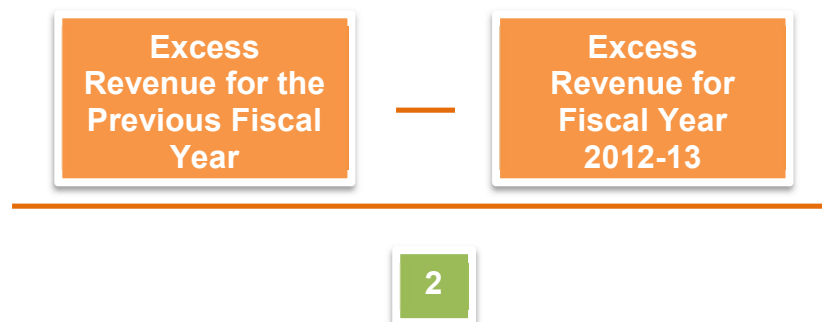 Excess
Revenue for the
Previous Fiscal
Year
—
Excess
Revenue for
Fiscal Year
2012-13
2